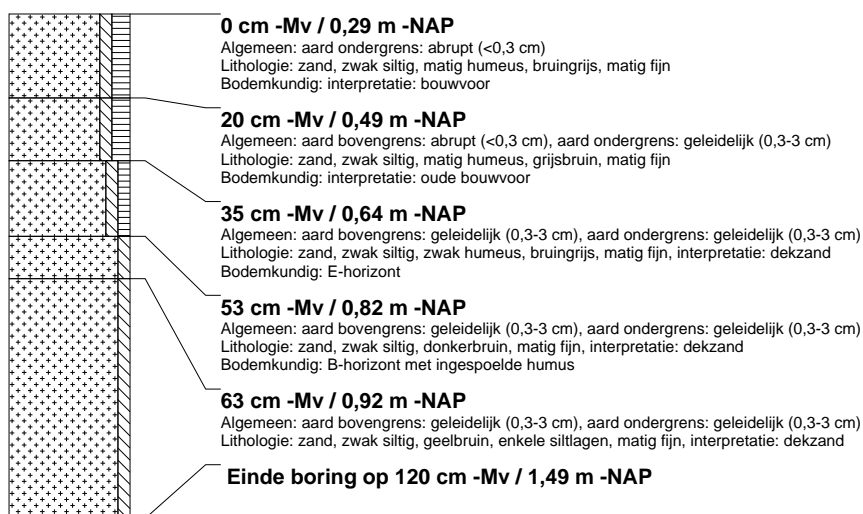 0 cm -Mv / 0,29 m -NAP
Algemeen: aard ondergrens: abrupt (<0,3 cm)
Lithologie: zand, zwak siltig, matig humeus, bruingrijs, matig fijn
Bodemkundig: interpretatie: bouwvoor
20 cm -Mv / 0,49 m -NAP
Algemeen: aard bovengrens: abrupt (<0,3 cm), aard ondergrens: geleidelijk (0,3-3 cm)
Lithologie: zand, zwak siltig, matig humeus, grijsbruin, matig fijn
Bodemkundig: interpretatie: oude bouwvoor
35 cm -Mv / 0,64 m -NAP
Algemeen: aard bovengrens: geleidelijk (0,3-3 cm), aard ondergrens: geleidelijk (0,3-3 cm)
Lithologie: zand, zwak siltig, zwak humeus, bruingrijs, matig fijn, interpretatie: dekzand
Bodemkundig: E-horizont
53 cm -Mv / 0,82 m -NAP
Algemeen: aard bovengrens: geleidelijk (0,3-3 cm), aard ondergrens: geleidelijk (0,3-3 cm)
Lithologie: zand, zwak siltig, donkerbruin, matig fijn, interpretatie: dekzand
Bodemkundig: B-horizont met ingespoelde humus
63 cm -Mv / 0,92 m -NAP
Algemeen: aard bovengrens: geleidelijk (0,3-3 cm), aard ondergrens: geleidelijk (0,3-3 cm)
Lithologie: zand, zwak siltig, geelbruin, enkele siltlagen, matig fijn, interpretatie: dekzand
Einde boring op 120 cm -Mv / 1,49 m -NAP